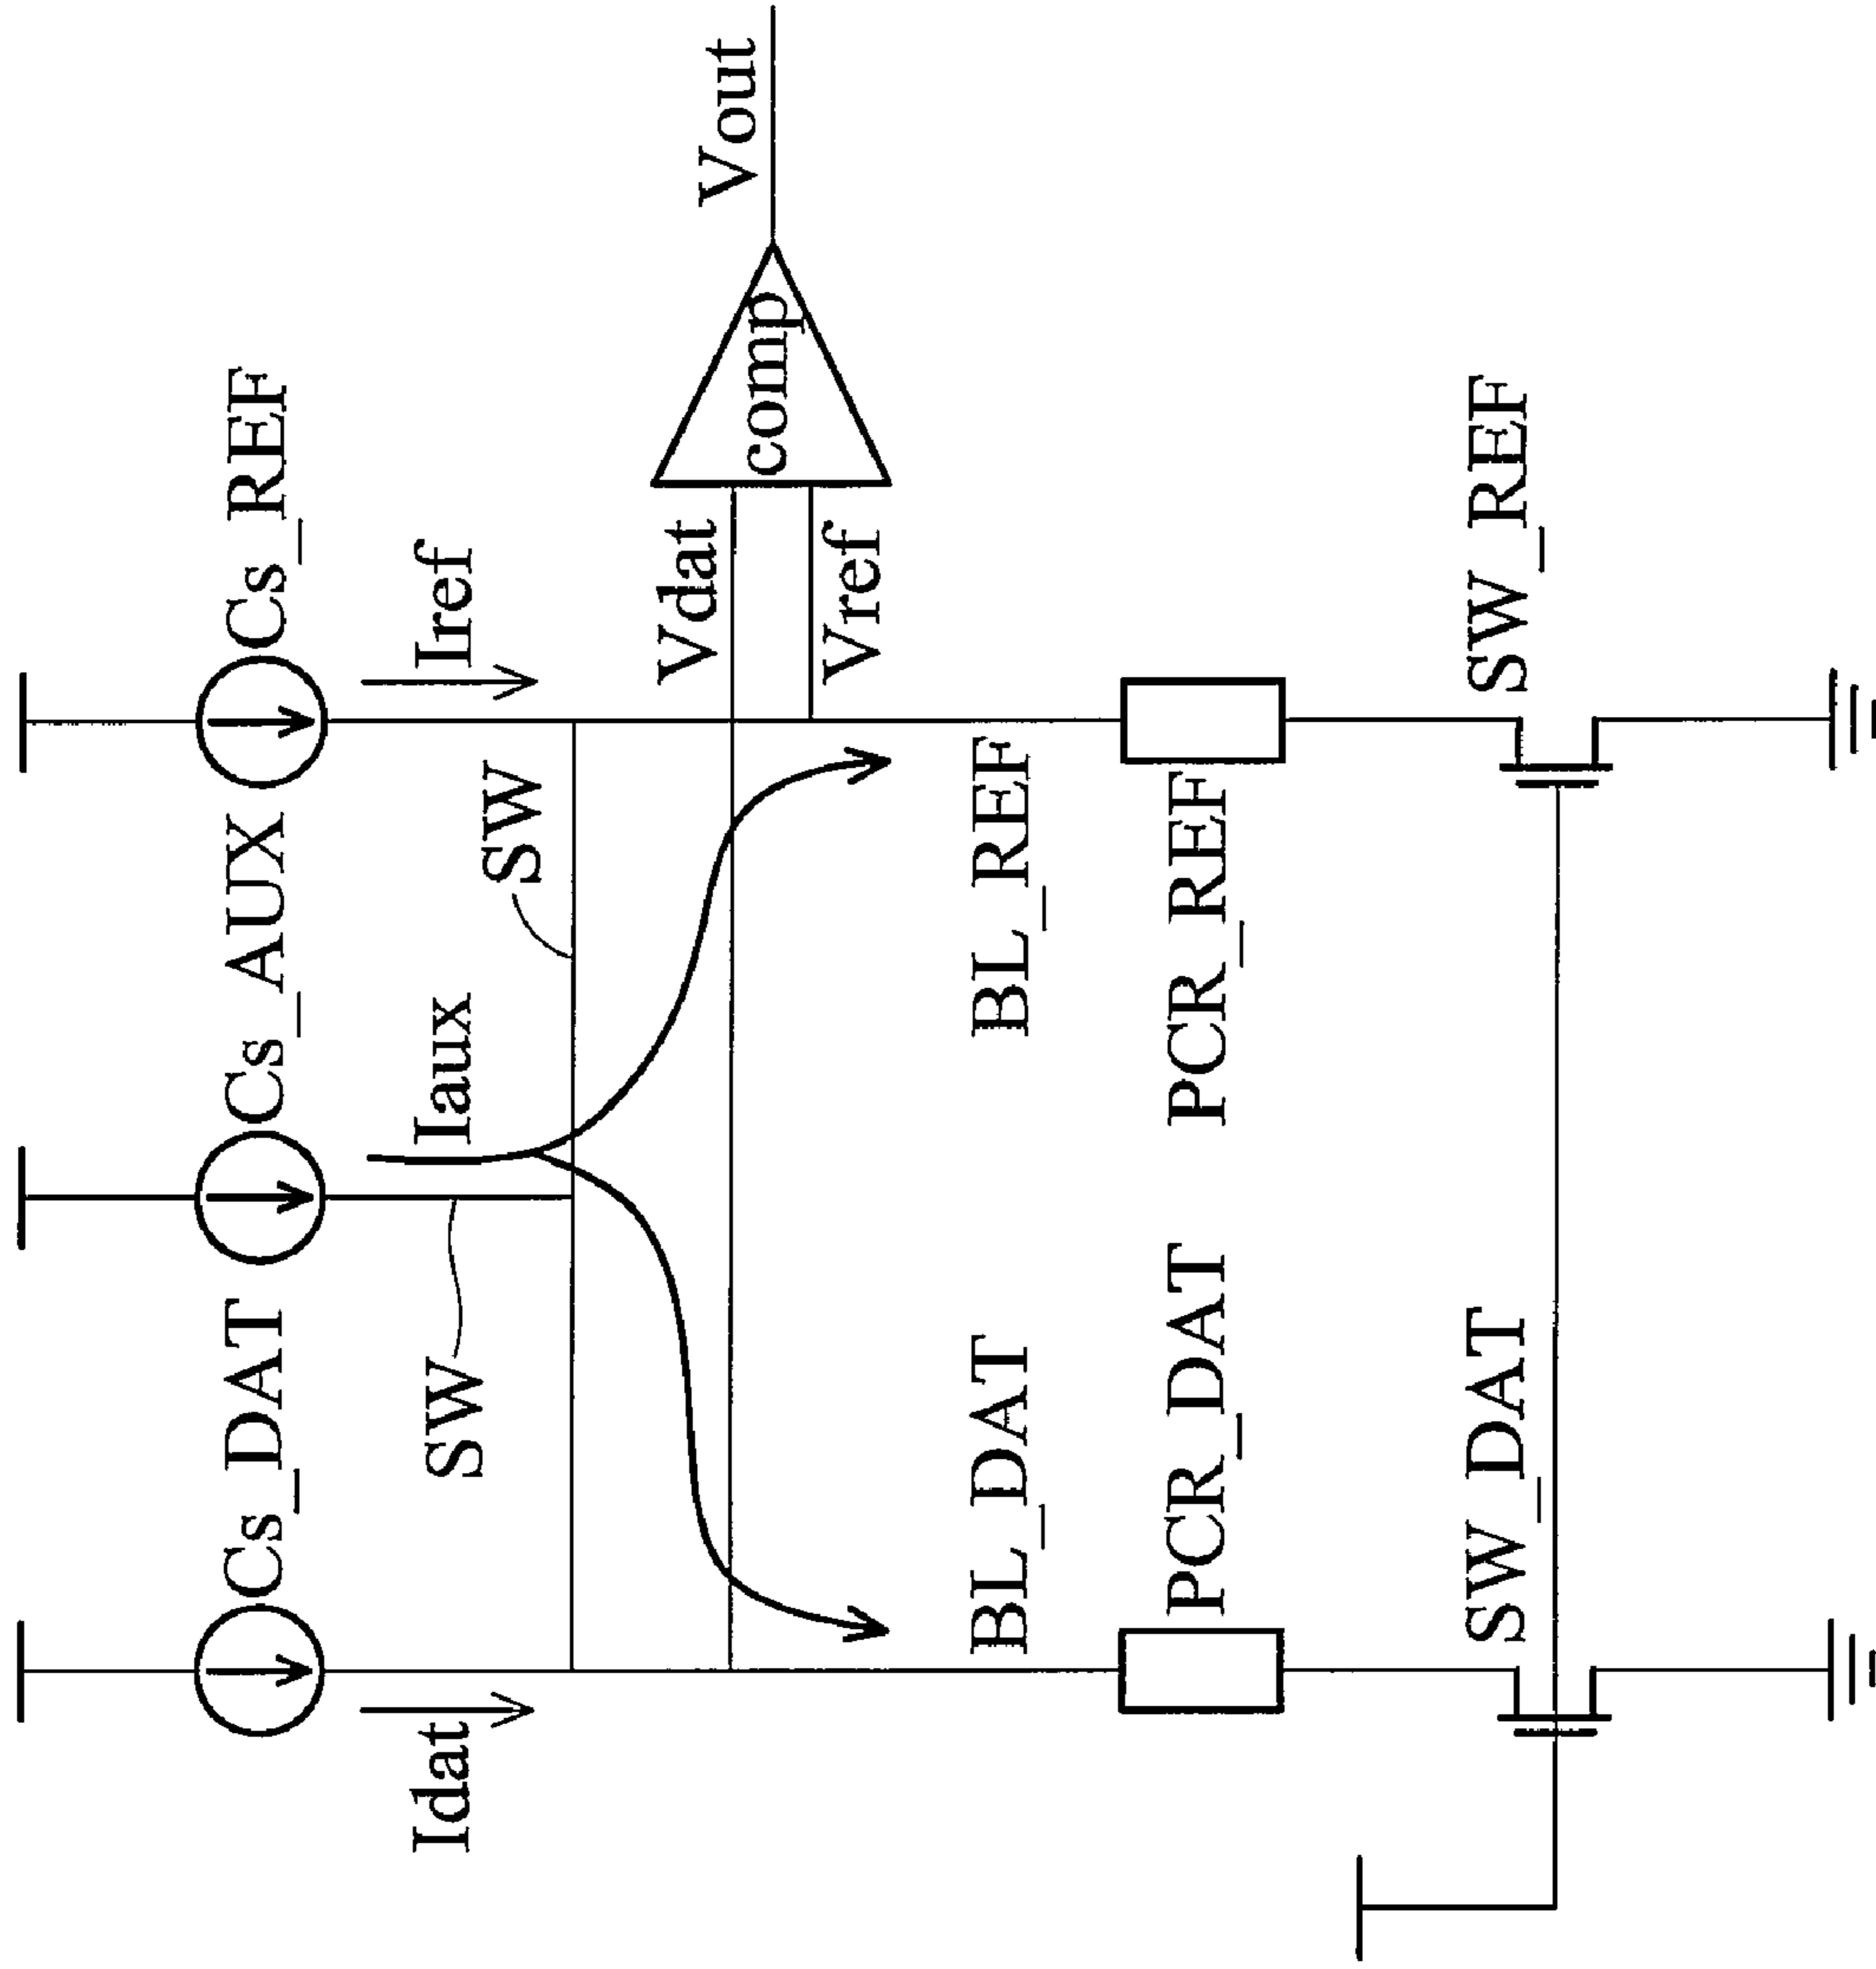 Cs_DAT
Cs_AUX
Cs_REF
Idat
SW
Iaux
Iref
SW
Vdat
Vref
comp
Vout
BL_DAT
BL_REF
PCR_DAT
PCR_REF
SW_DAT
SW_REF